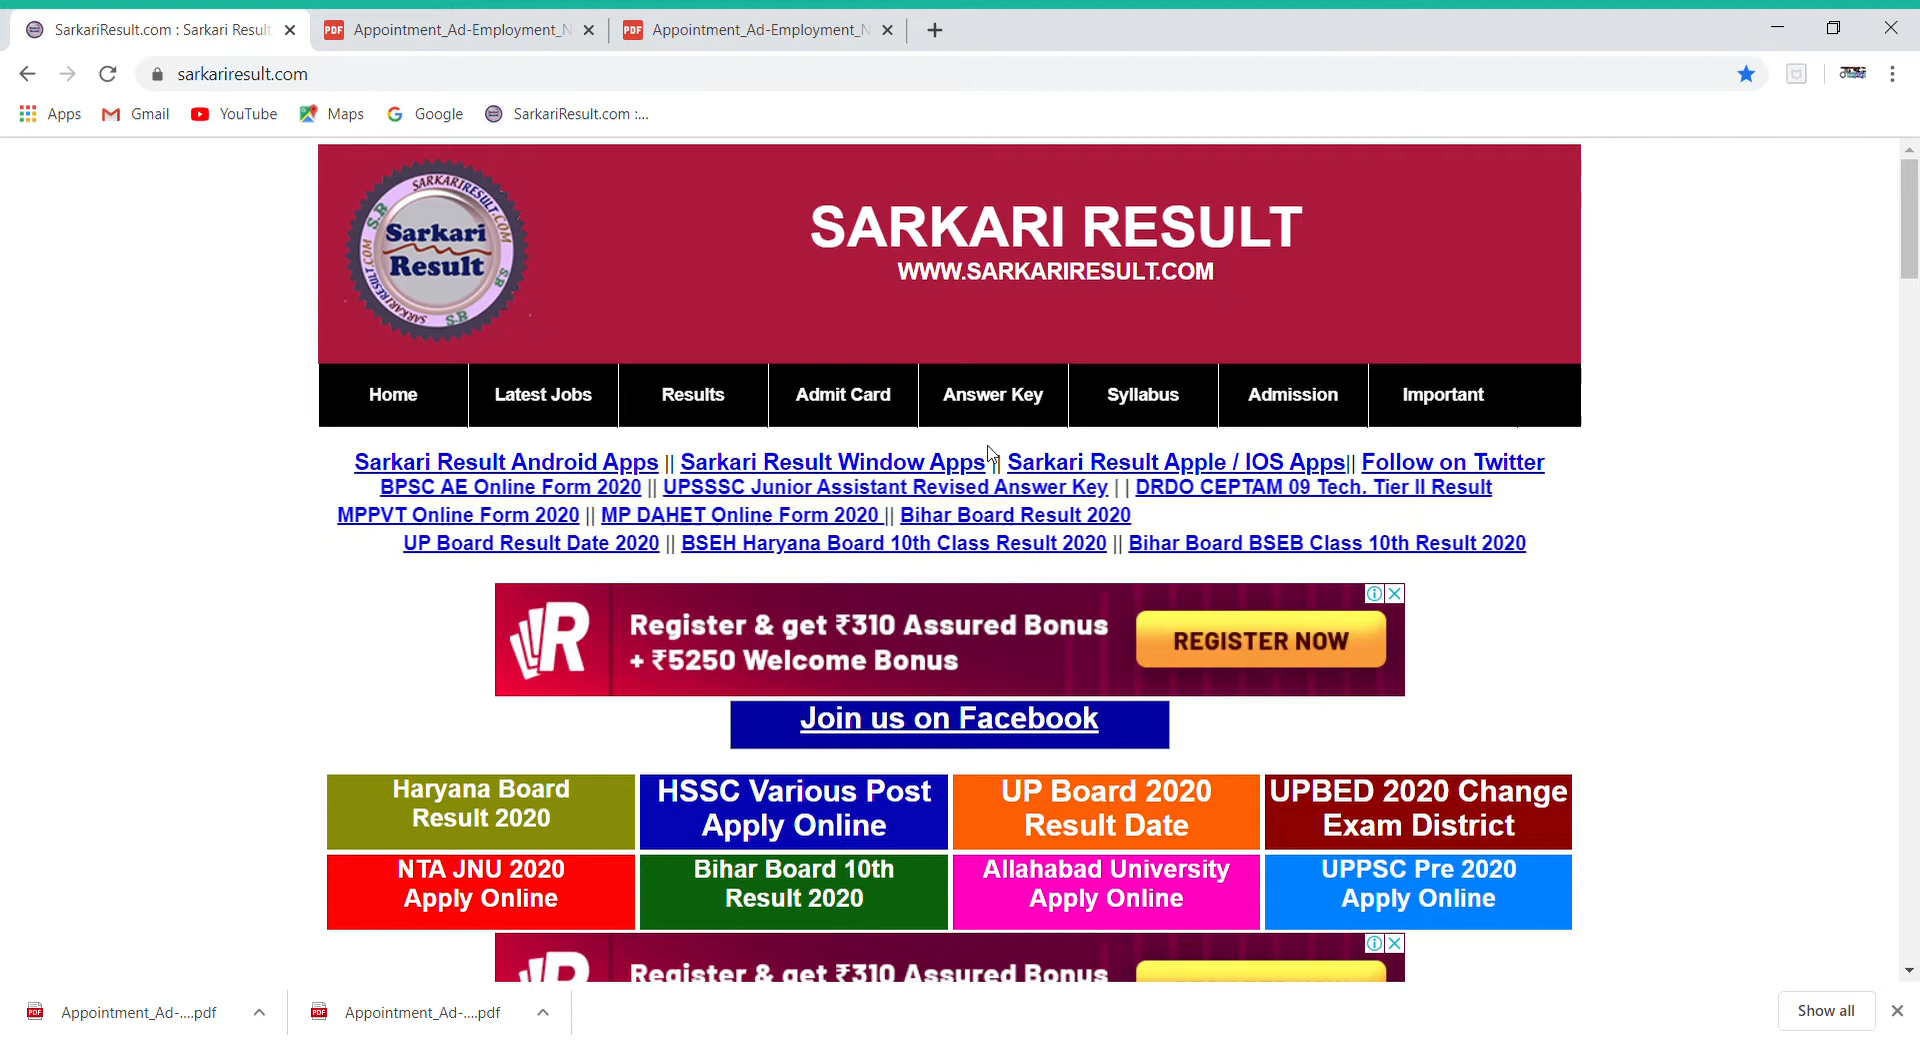 SarkariResult.com : Sarkari Result
Appointment_Ad-Employment_N
Appointment_Ad-Employment_N
sarkariresult.com
Apps
Gmail
YouTube
Maps
Google
SarkariResult.com :...
SARKARIRESULT.COM
S.R
Sarkari
Result
SARKARIRESULT.COM
S.R
SARKARI RESULT
WWW.SARKARIRESULT.COM
Home
Latest Jobs
Results
Admit Card
Answer Key
Syllabus
Admission
Important
Sarkari Result Android Apps || Sarkari Result Window Apps || Sarkari Result Apple / IOS Apps|| Follow on Twitter
BPSC AE Online Form 2020 || UPSSSC Junior Assistant Revised Answer Key | | DRDO CEPTAM 09 Tech. Tier II Result
MPPVT Online Form 2020 || MP DAHET Online Form 2020 || Bihar Board Result 2020
UP Board Result Date 2020 || BSEH Haryana Board 10th Class Result 2020 || Bihar Board BSEB Class 10th Result 2020
R
Register & get ₹310 Assured Bonus
+ ₹5250 Welcome Bonus
REGISTER NOW
Join us on Facebook
Haryana Board
Result 2020
HSSC Various Post
Apply Online
UP Board 2020
Result Date
UPBED 2020 Change
Exam District
NTA JNU 2020
Apply Online
Bihar Board 10th
Result 2020
Allahabad University
Apply Online
UPPSC Pre 2020
Apply Online
Register & get ₹310 Assured Bonus
Appointment_Ad-....pdf
Appointment_Ad-....pdf
Show all